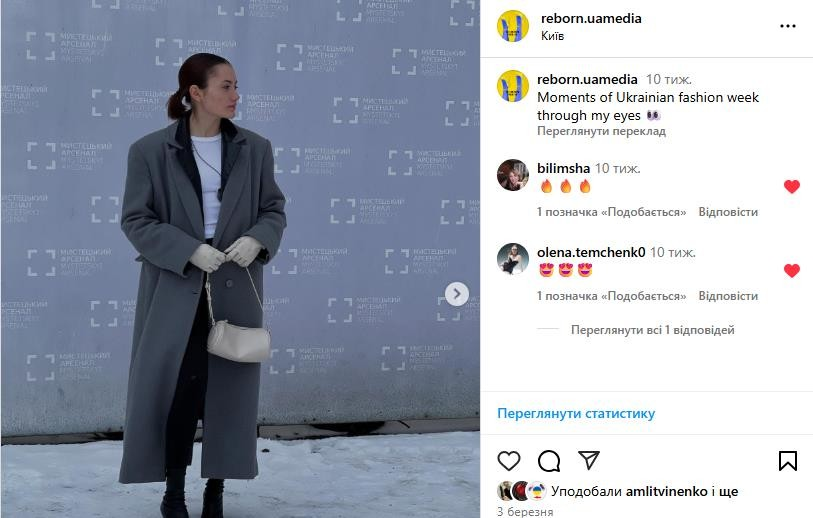 МИСТЕЦЬКИЙ
АРСЕНАЛ
MYSTETSKYI
ARSENAL
reborn.uamedia
Київ
reborn.uamedia 10 тиж.
Moments of Ukrainian fashion week
through my eyes
Переглянути переклад
bilimsha 10 тиж.
1 позначка «Подобається» Відповісти
olena.temchenk0 10 тиж.
1 позначка «Подобається» Відповісти
Переглянути всі 1 відповідей
Переглянути статистику
Уподобали amlitvinenko і ще
3 березня